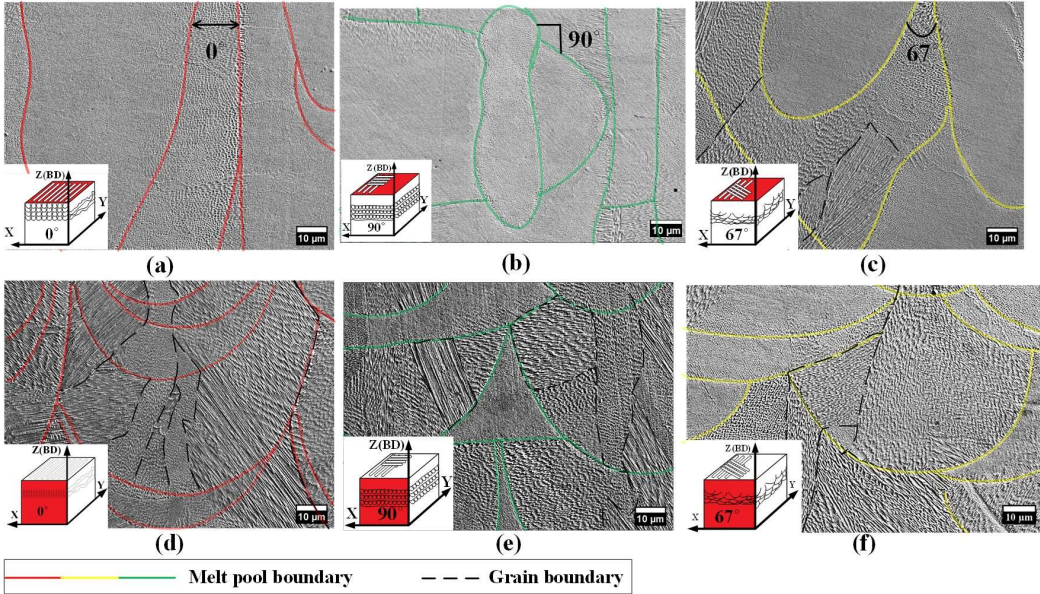 0°
Z(BD)
Y
X
0°
10 µm
(a)
90°
Z(BD)
Y
X
90°
10 µm
(b)
67
Z(BD)
Y
X
67°
10 µm
(c)
Z(BD)
Y
X
0°
10 µm
(d)
Z(BD)
Y
X
90°
10 µm
(e)
Z(BD)
Y
X
67°
10 µm
(f)
Melt pool boundary
Grain boundary